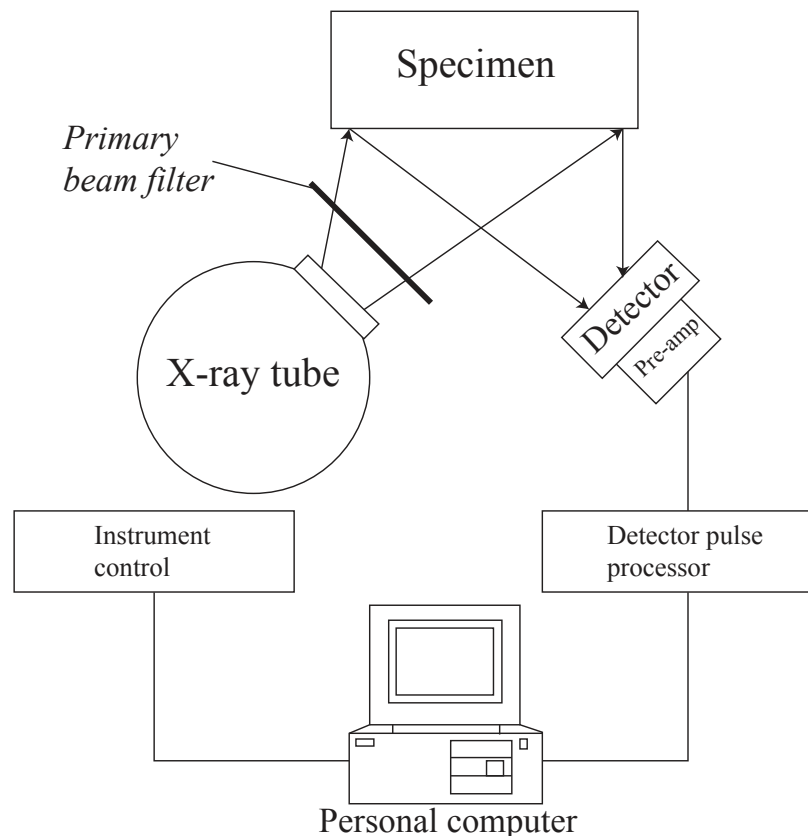 Specimen
Primary
beam filter
Detector
Pre-amp
X-ray tube
Instrument
control
Detector pulse
processor
Personal computer